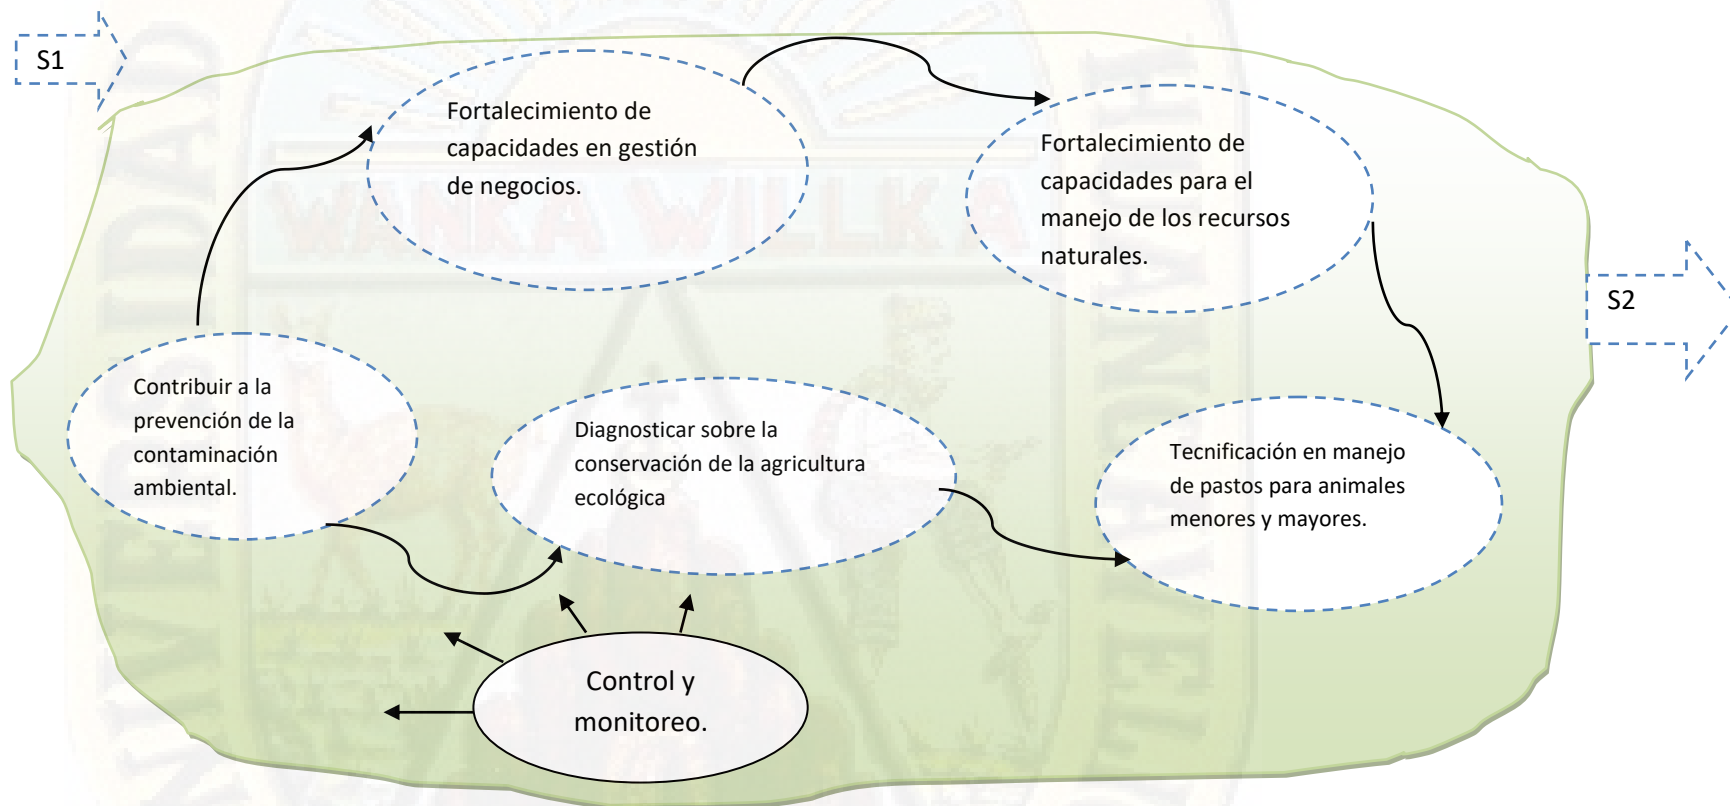 S1
Fortalecimiento de
capacidades en gestión
de negocios.
Fortalecimiento de
capacidades para el
manejo de los recursos
naturales.
S2
Contribuir a la
prevención de la
contaminación
ambiental.
Diagnosticar sobre la
conservación de la agricultura
ecológica
Tecnificación en manejo
de pastos para animales
menores y mayores.
Control y
monitoreo.
WANKA WILLKA